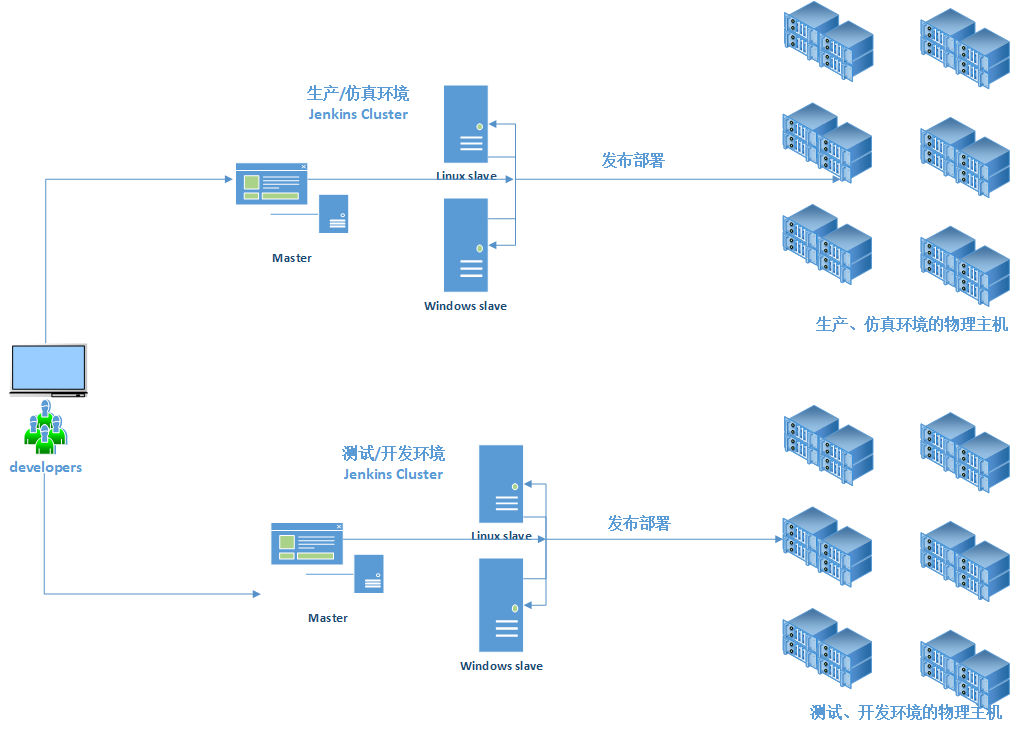 生产/仿真环境
Jenkins Cluster
发布部署
Linux slave
Master
Windows slave
生产、仿真环境的物理主机
developers
测试/开发环境
Jenkins Cluster
发布部署
Linux slave
Master
Windows slave
测试、开发环境的物理主机